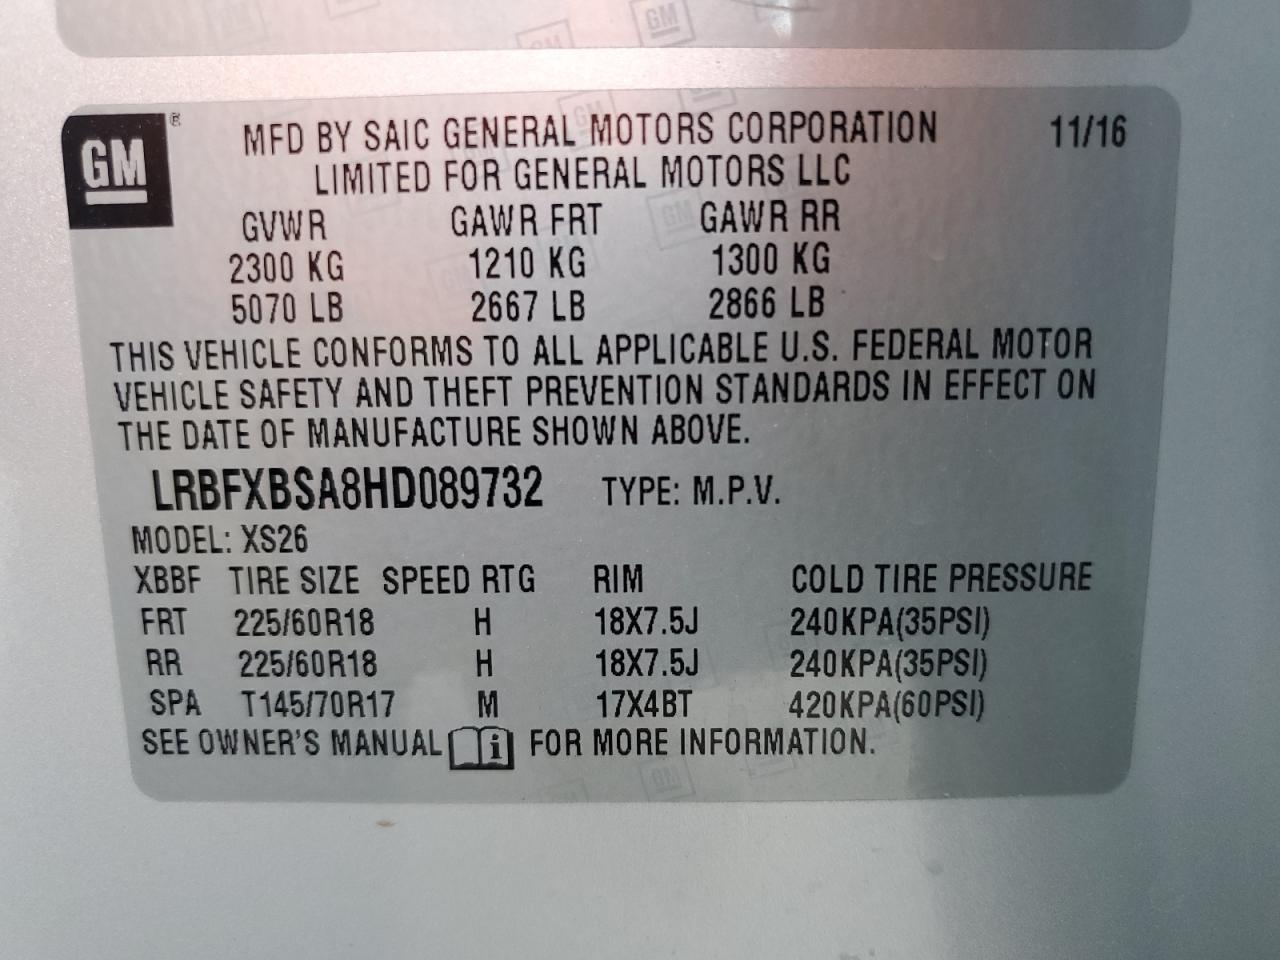 GM ®
MFD BY SAIC GENERAL MOTORS CORPORATION 11/16
LIMITED FOR GENERAL MOTORS LLC
GVWR GAWR FRT GAWR RR
2300 KG 1210 KG 1300 KG
5070 LB 2667 LB 2866 LB
THIS VEHICLE CONFORMS TO ALL APPLICABLE U.S. FEDERAL MOTOR
VEHICLE SAFETY AND THEFT PREVENTION STANDARDS IN EFFECT ON
THE DATE OF MANUFACTURE SHOWN ABOVE.
LRBFXBSA8HD089732 TYPE: M.P.V.
MODEL: XS26
XBBF TIRE SIZE SPEED RTG RIM COLD TIRE PRESSURE
FRT 225/60R18 H 18X7.5J 240KPA(35PSI)
RR 225/60R18 H 18X7.5J 240KPA(35PSI)
SPA T145/70R17 M 17X4BT 420KPA(60PSI)
SEE OWNER'S MANUAL i FOR MORE INFORMATION.